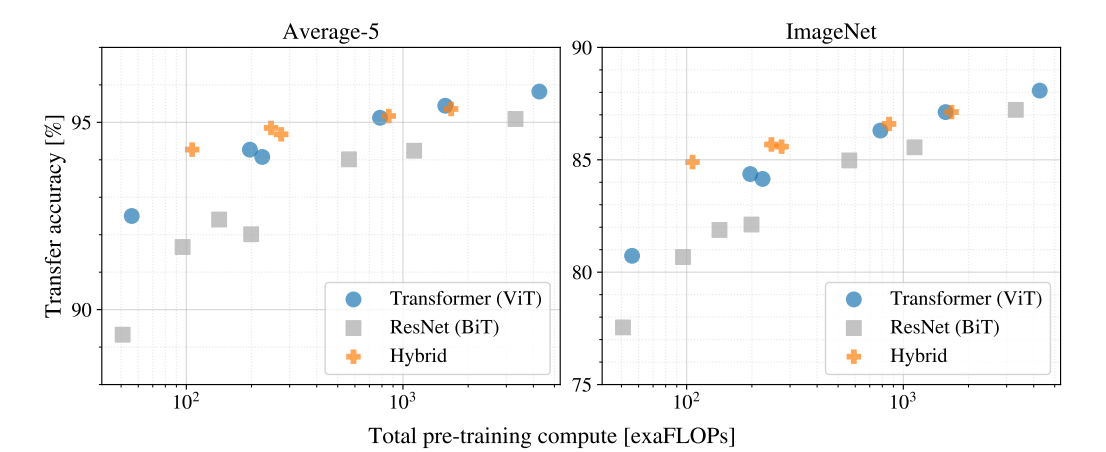 Average-5
ImageNet
Transfer accuracy [%]
95
90
10²
10³
Transformer (ViT)
ResNet (BiT)
Hybrid
90
85
80
75
10²
10³
Transformer (ViT)
ResNet (BiT)
Hybrid
Total pre-training compute [exaFLOPs]